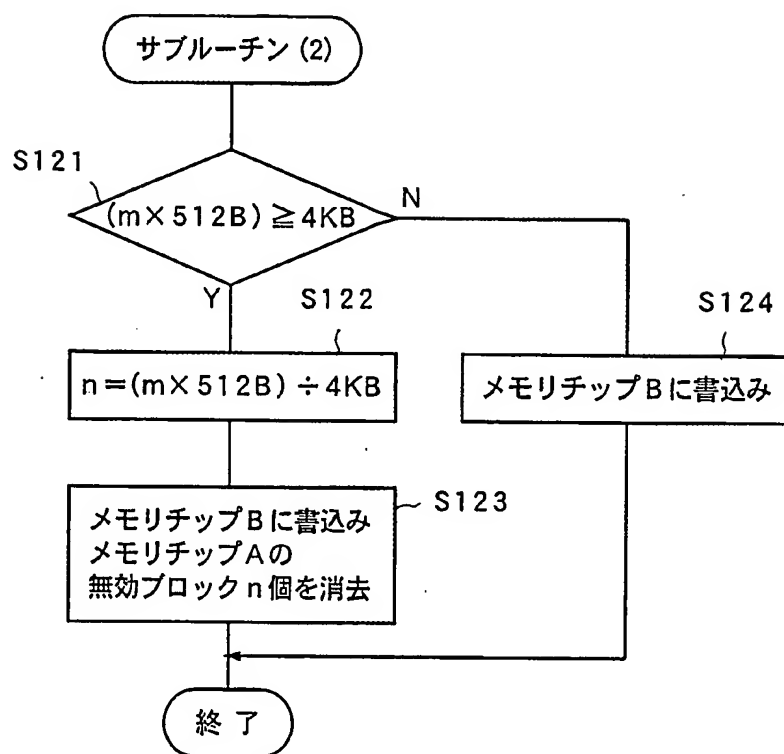 サブルーチン(2)
S121
(m×512B)≧4KB
N
Y
S122
n=(m×512B)÷4KB
S124
メモリチップBに書込み
S123
メモリチップBに書込み
メモリチップAの
無効ブロックn個を消去
終了